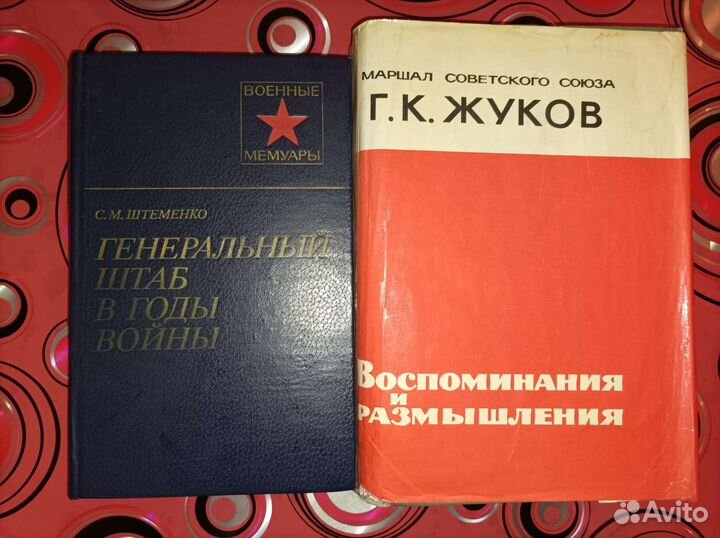 ВОЕННЫЕ
МЕМУАРЫ
С. М. ШТЕМЕНКО
ГЕНЕРАЛЬНЫЙ
ШТАБ
В ГОДЫ
ВОЙНЫ
МАРШАЛ СОВЕТСКОГО СОЮЗА
Г. К. ЖУКОВ
Воспоминания
и
РАЗМЫШЛЕНИЯ
Avito